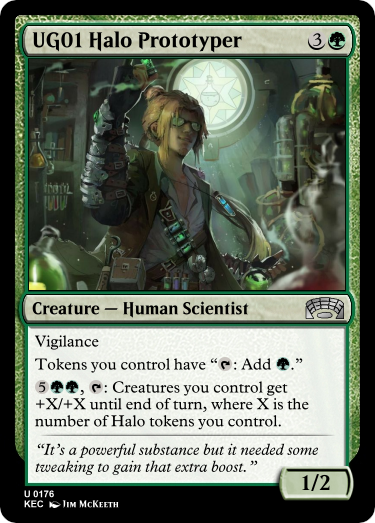 UG01 Halo Prototyper 3
Creature — Human Scientist
Vigilance
Tokens you control have “: Add .”
5, : Creatures you control get
+X/+X until end of turn, where X is the
number of Halo tokens you control.
“It’s a powerful substance but it needed some
tweaking to gain that extra boost.”
1/2
U 0176
KEC Jim McKeeth